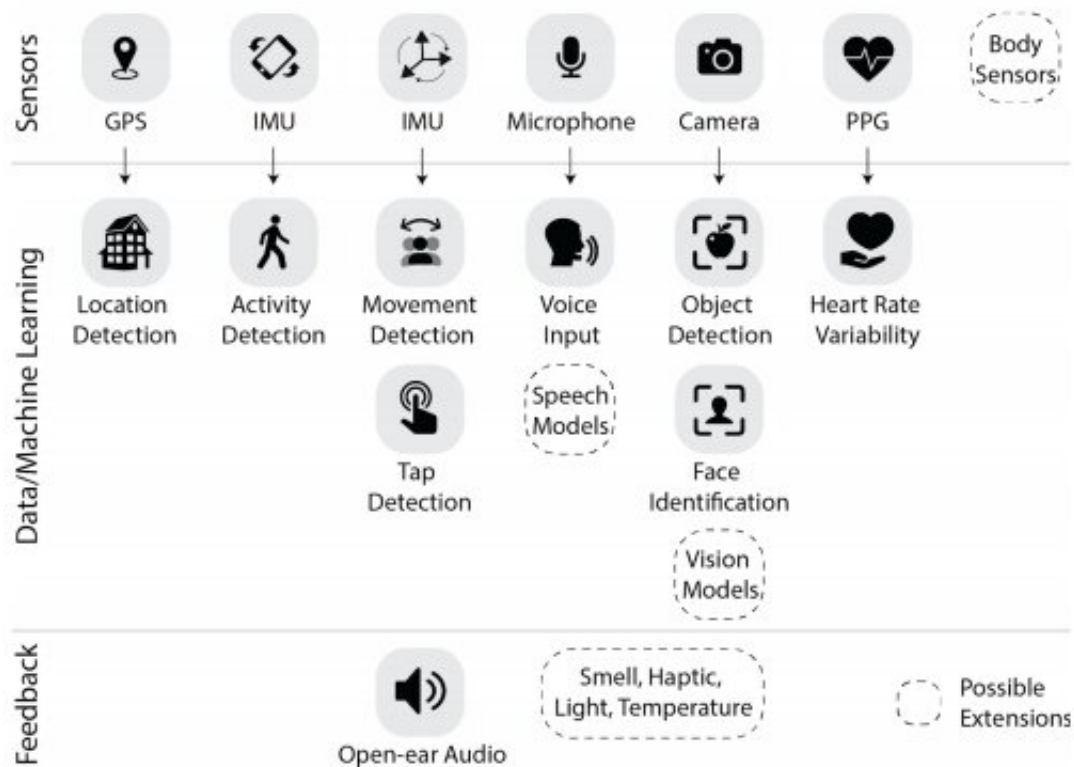 Sensors
GPS
IMU
IMU
Microphone
Camera
PPG
Body
Sensors
Data/Machine Learning
Location
Detection
Activity
Detection
Movement
Detection
Voice
Input
Object
Detection
Heart Rate
Variability
Tap
Detection
Speech
Models
Face
Identification
Vision
Models
Feedback
Open-ear Audio
Smell, Haptic,
Light, Temperature
Possible
Extensions